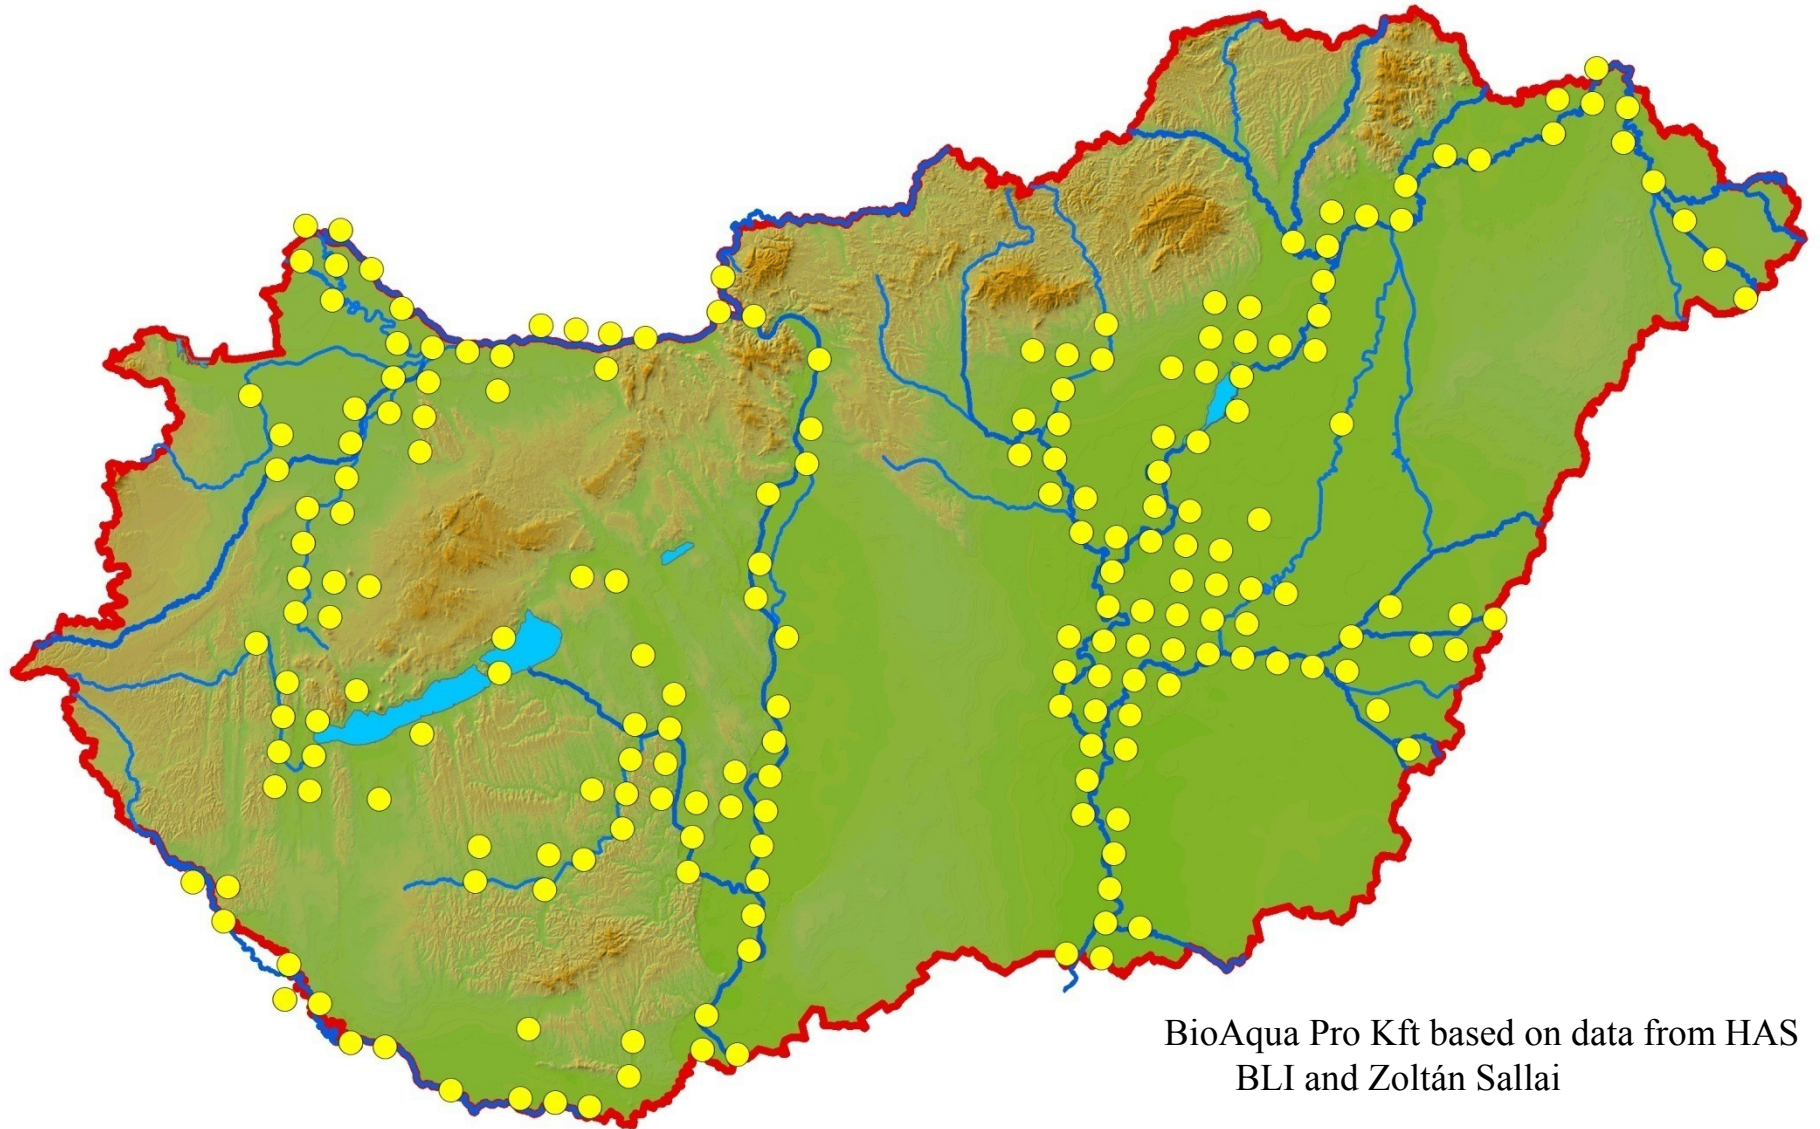 BioAqua Pro Kft based on data from HAS
BLI and Zoltán Sallai